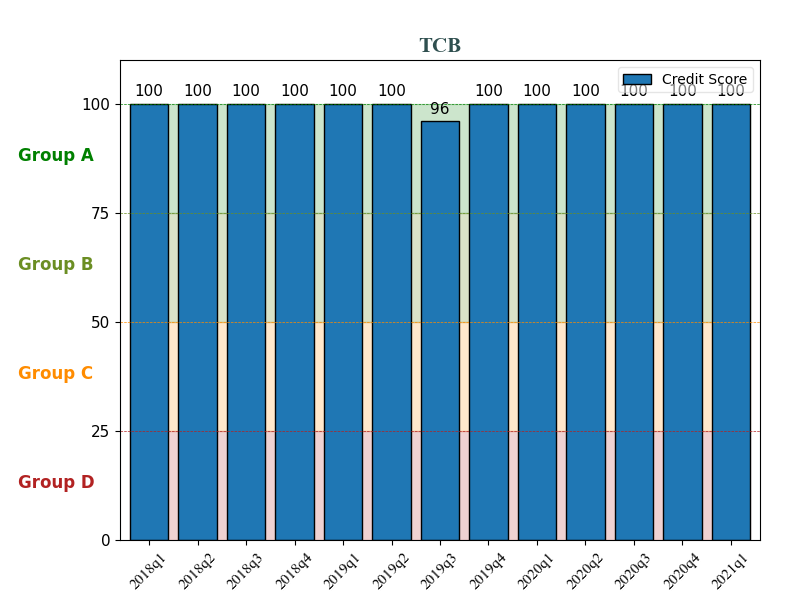 TCB
Credit Score
100 100 100 100 100 100 96 100 100 100 100 100 100
100
Group A
75
Group B
50
Group C
25
Group D
0
2018q1 2018q2 2018q3 2018q4 2019q1 2019q2 2019q3 2019q4 2020q1 2020q2 2020q3 2020q4 2021q1